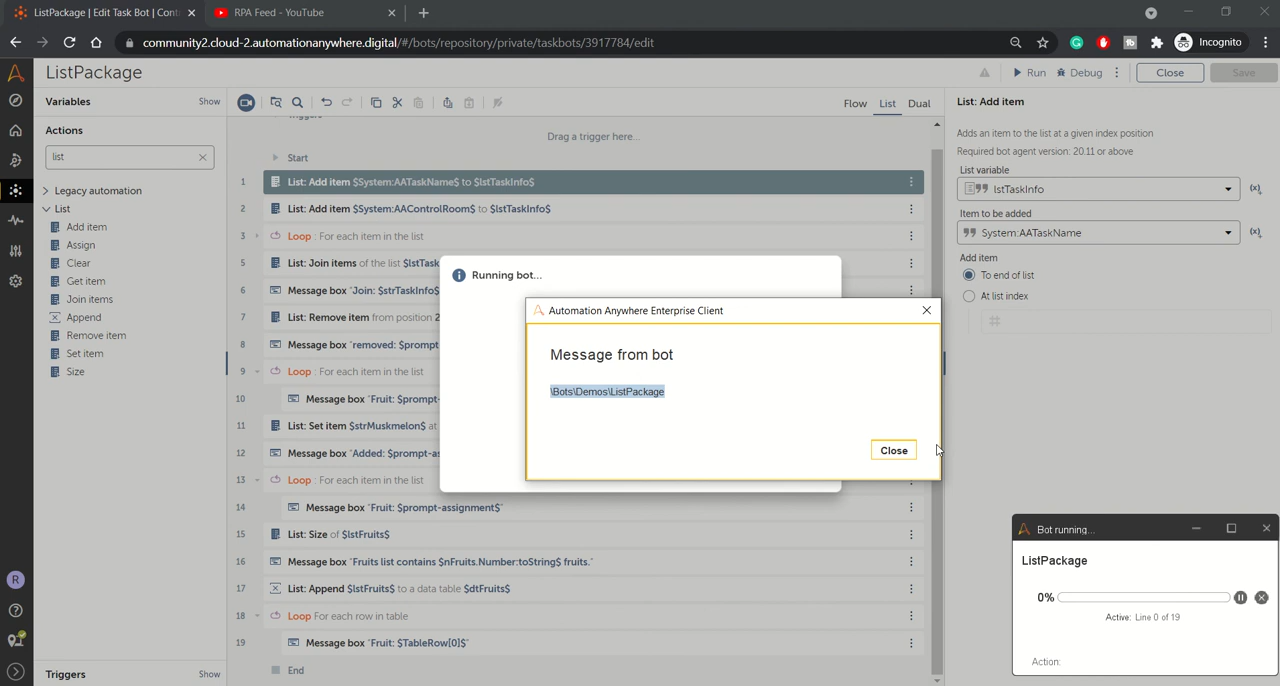 ListPackage | Edit Task Bot | Cont
RPA Feed - YouTube
community2.cloud-2.automationanywhere.digital/#/bots/repository/private/taskbots/3917784/edit
Incognito
ListPackage
Run
Debug
Close
Save
Variables
Show
Flow
List
Dual
Actions
list
Legacy automation
List
Add item
Assign
Clear
Get item
Join items
Append
Remove item
Set item
Size
Triggers
Show
R
Triggers
Drag a trigger here...
Start
1 List: Add item $System:AATaskName$ to $lstTaskInfo$
2 List: Add item $System:AAControlRoom$ to $lstTaskInfo$
3 Loop : For each item in the list
5 List: Join items of the list $lstTask
6 Message box "Join: $strTaskInfo$
7 List: Remove item from position 2
8 Message box "removed: $prompt
9 Loop : For each item in the list
10 Message box "Fruit: $prompt-
11 List: Set item $strMuskmelon$ at
12 Message box "Added: $prompt-as
13 Loop : For each item in the list
14 Message box "Fruit: $prompt-assignment$"
15 List: Size of $lstFruits$
16 Message box "Fruits list contains $nFruits.Number:toString$ fruits."
17 List: Append $lstFruits$ to a data table $dtFruits$
18 Loop For each row in table
19 Message box "Fruit: $TableRow[0]$"
End
Running bot...
Automation Anywhere Enterprise Client
Message from bot
\Bots\Demos\ListPackage
Close
List: Add item
Adds an item to the list at a given index position
Required bot agent version: 20.11 or above
List variable
lstTaskInfo
(x)
Item to be added
System:AATaskName
(x)
Add item
To end of list
At list index
#
Bot running...
ListPackage
0%
Active: Line 0 of 19
Action: